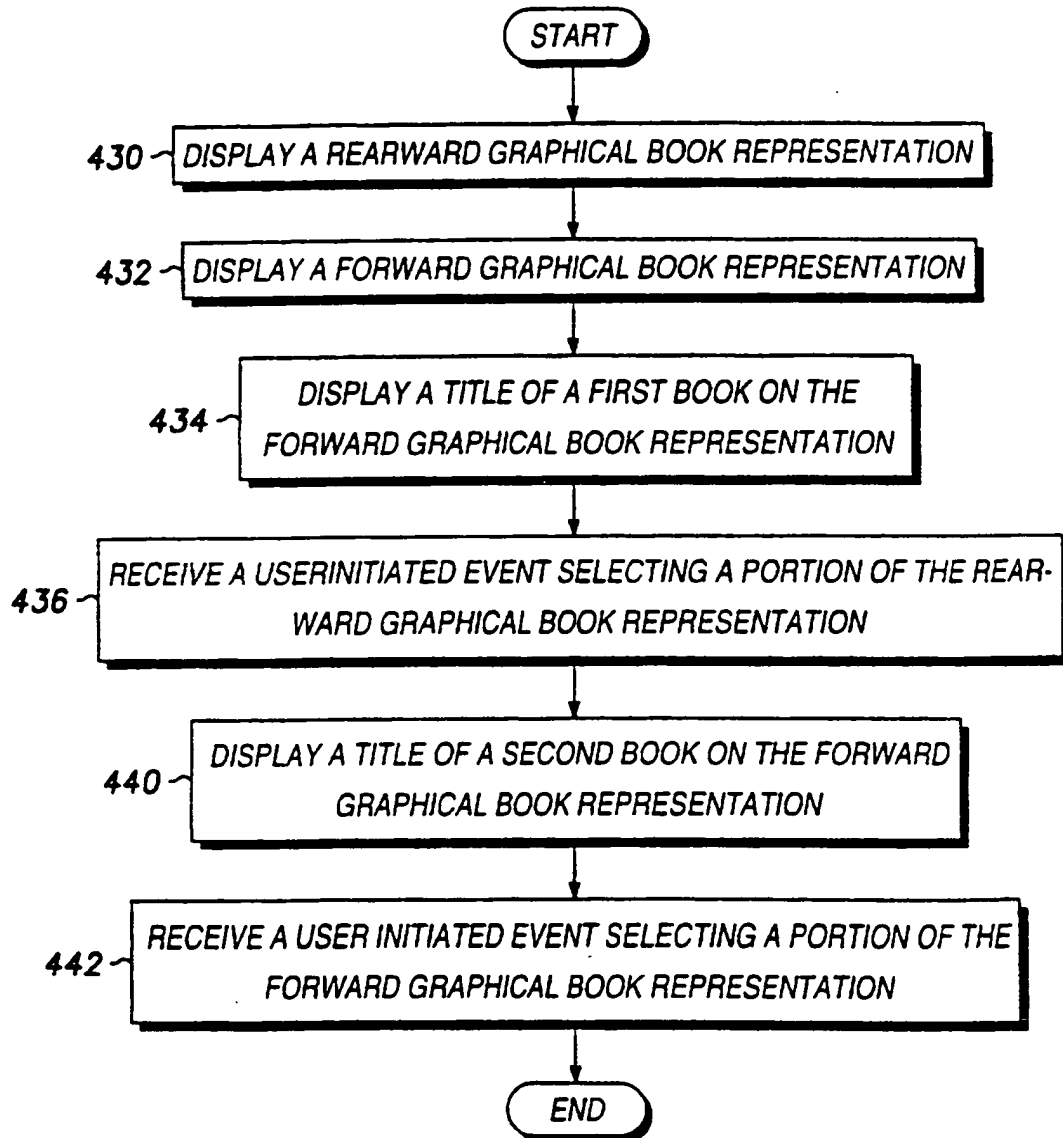 START
430 DISPLAY A REARWARD GRAPHICAL BOOK REPRESENTATION
432 DISPLAY A FORWARD GRAPHICAL BOOK REPRESENTATION
434 DISPLAY A TITLE OF A FIRST BOOK ON THE
FORWARD GRAPHICAL BOOK REPRESENTATION
436 RECEIVE A USERINITIATED EVENT SELECTING A PORTION OF THE REAR-
WARD GRAPHICAL BOOK REPRESENTATION
440 DISPLAY A TITLE OF A SECOND BOOK ON THE FORWARD
GRAPHICAL BOOK REPRESENTATION
442 RECEIVE A USER INITIATED EVENT SELECTING A PORTION OF THE
FORWARD GRAPHICAL BOOK REPRESENTATION
END